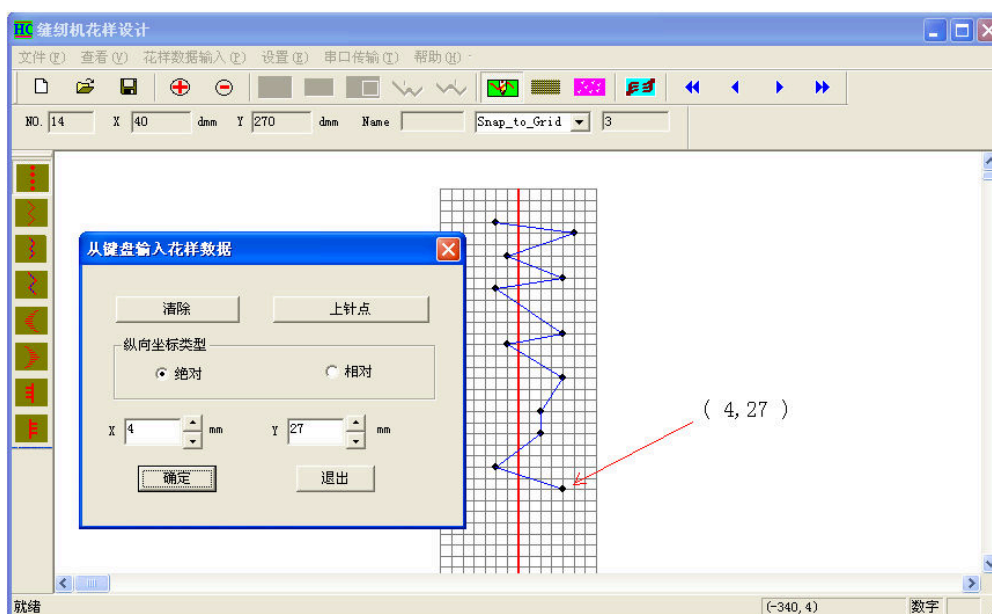 HC 缝纫机花样设计
文件(F) 查看(V) 花样数据输入(P) 设置(E) 串口传输(T) 帮助(H)
NO. 14 X 40 dmm Y 270 dmm Name Snap_to_Grid 3
从键盘输入花样数据
清除 上针点
纵向坐标类型
绝对 相对
X 4 mm Y 27 mm
确定 退出
( 4,27 )
就绪 (-340,4) 数字